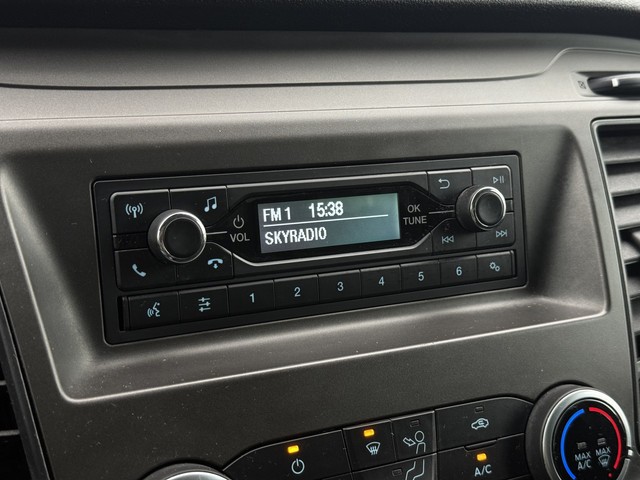 FM 1 15:38
SKYRADIO
VOL
OK
TUNE
1 2 3 4 5 6
A/C
MAX
A/C
MAX